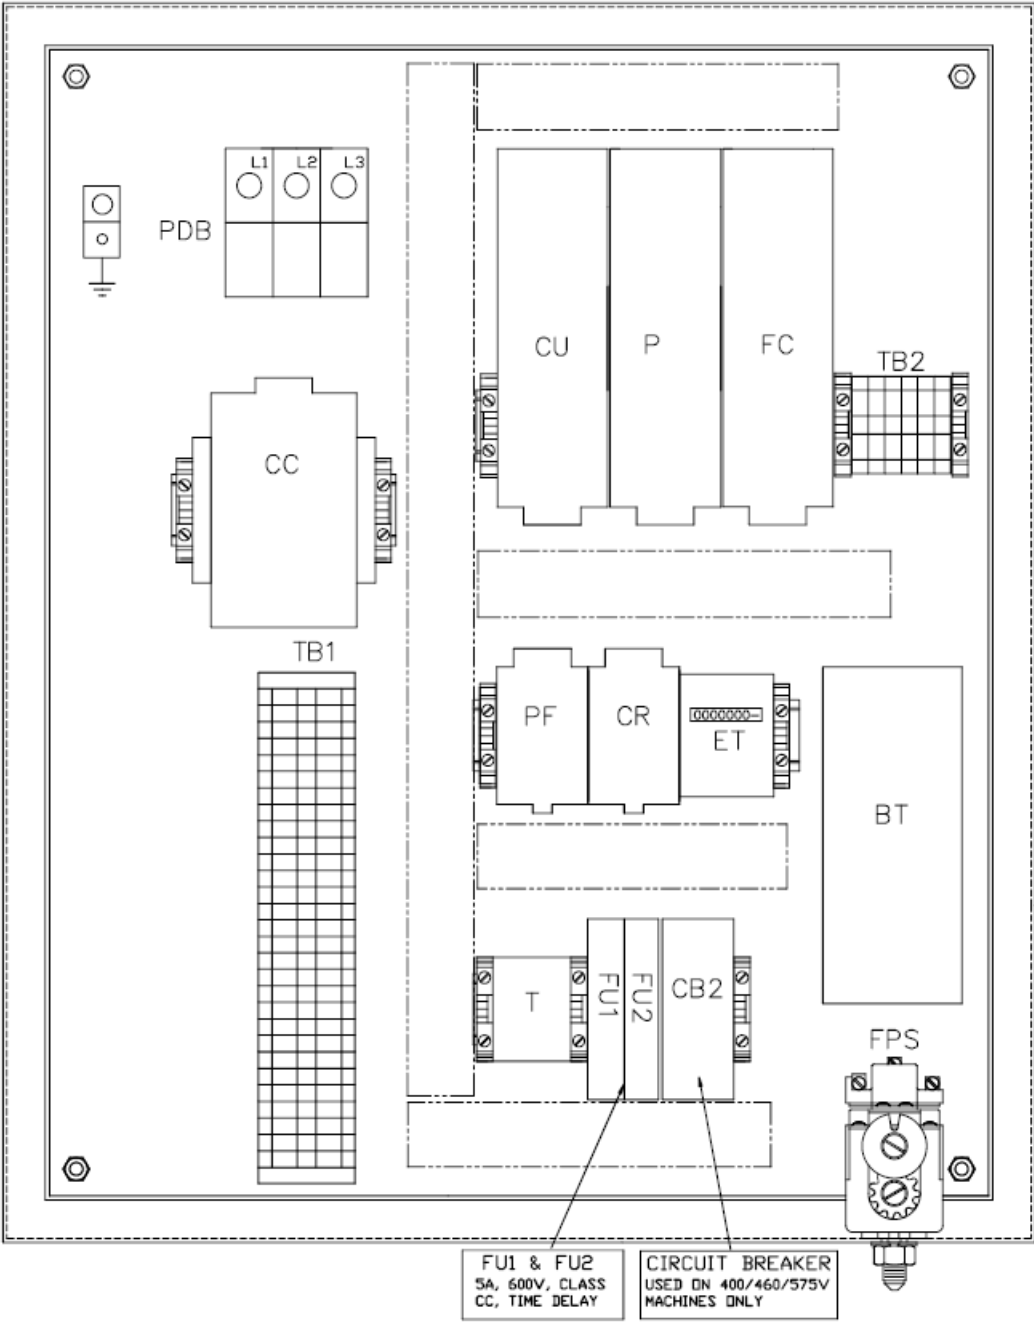 L1 L2 L3
PDB
CU P FC
TB2
CC
TB1
PF CR
0000000-
ET
BT
T FU1 FU2 CB2
FPS
FU1 & FU2
5A, 600V, CLASS
CC, TIME DELAY
CIRCUIT BREAKER
USED ON 400/460/575V
MACHINES ONLY